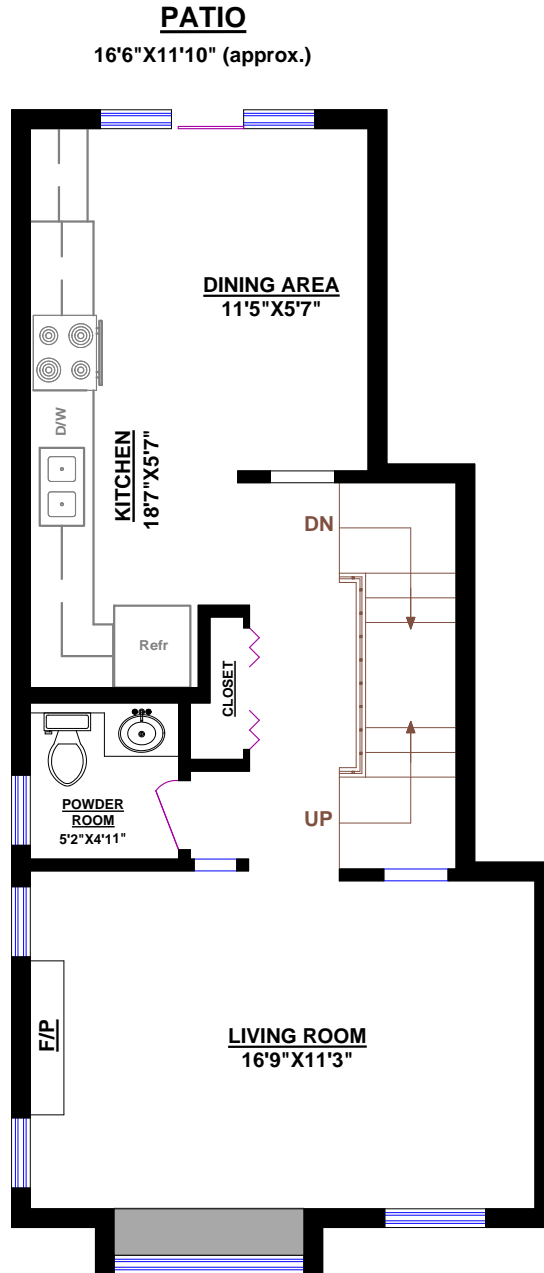 PATIO
16'6"X11'10" (approx.)
DINING AREA
11'5"X5'7"
D/W
KITCHEN
18'7"X5'7"
DN
Refr
CLOSET
POWDER
ROOM
5'2"X4'11"
UP
F/P
LIVING ROOM
16'9"X11'3"